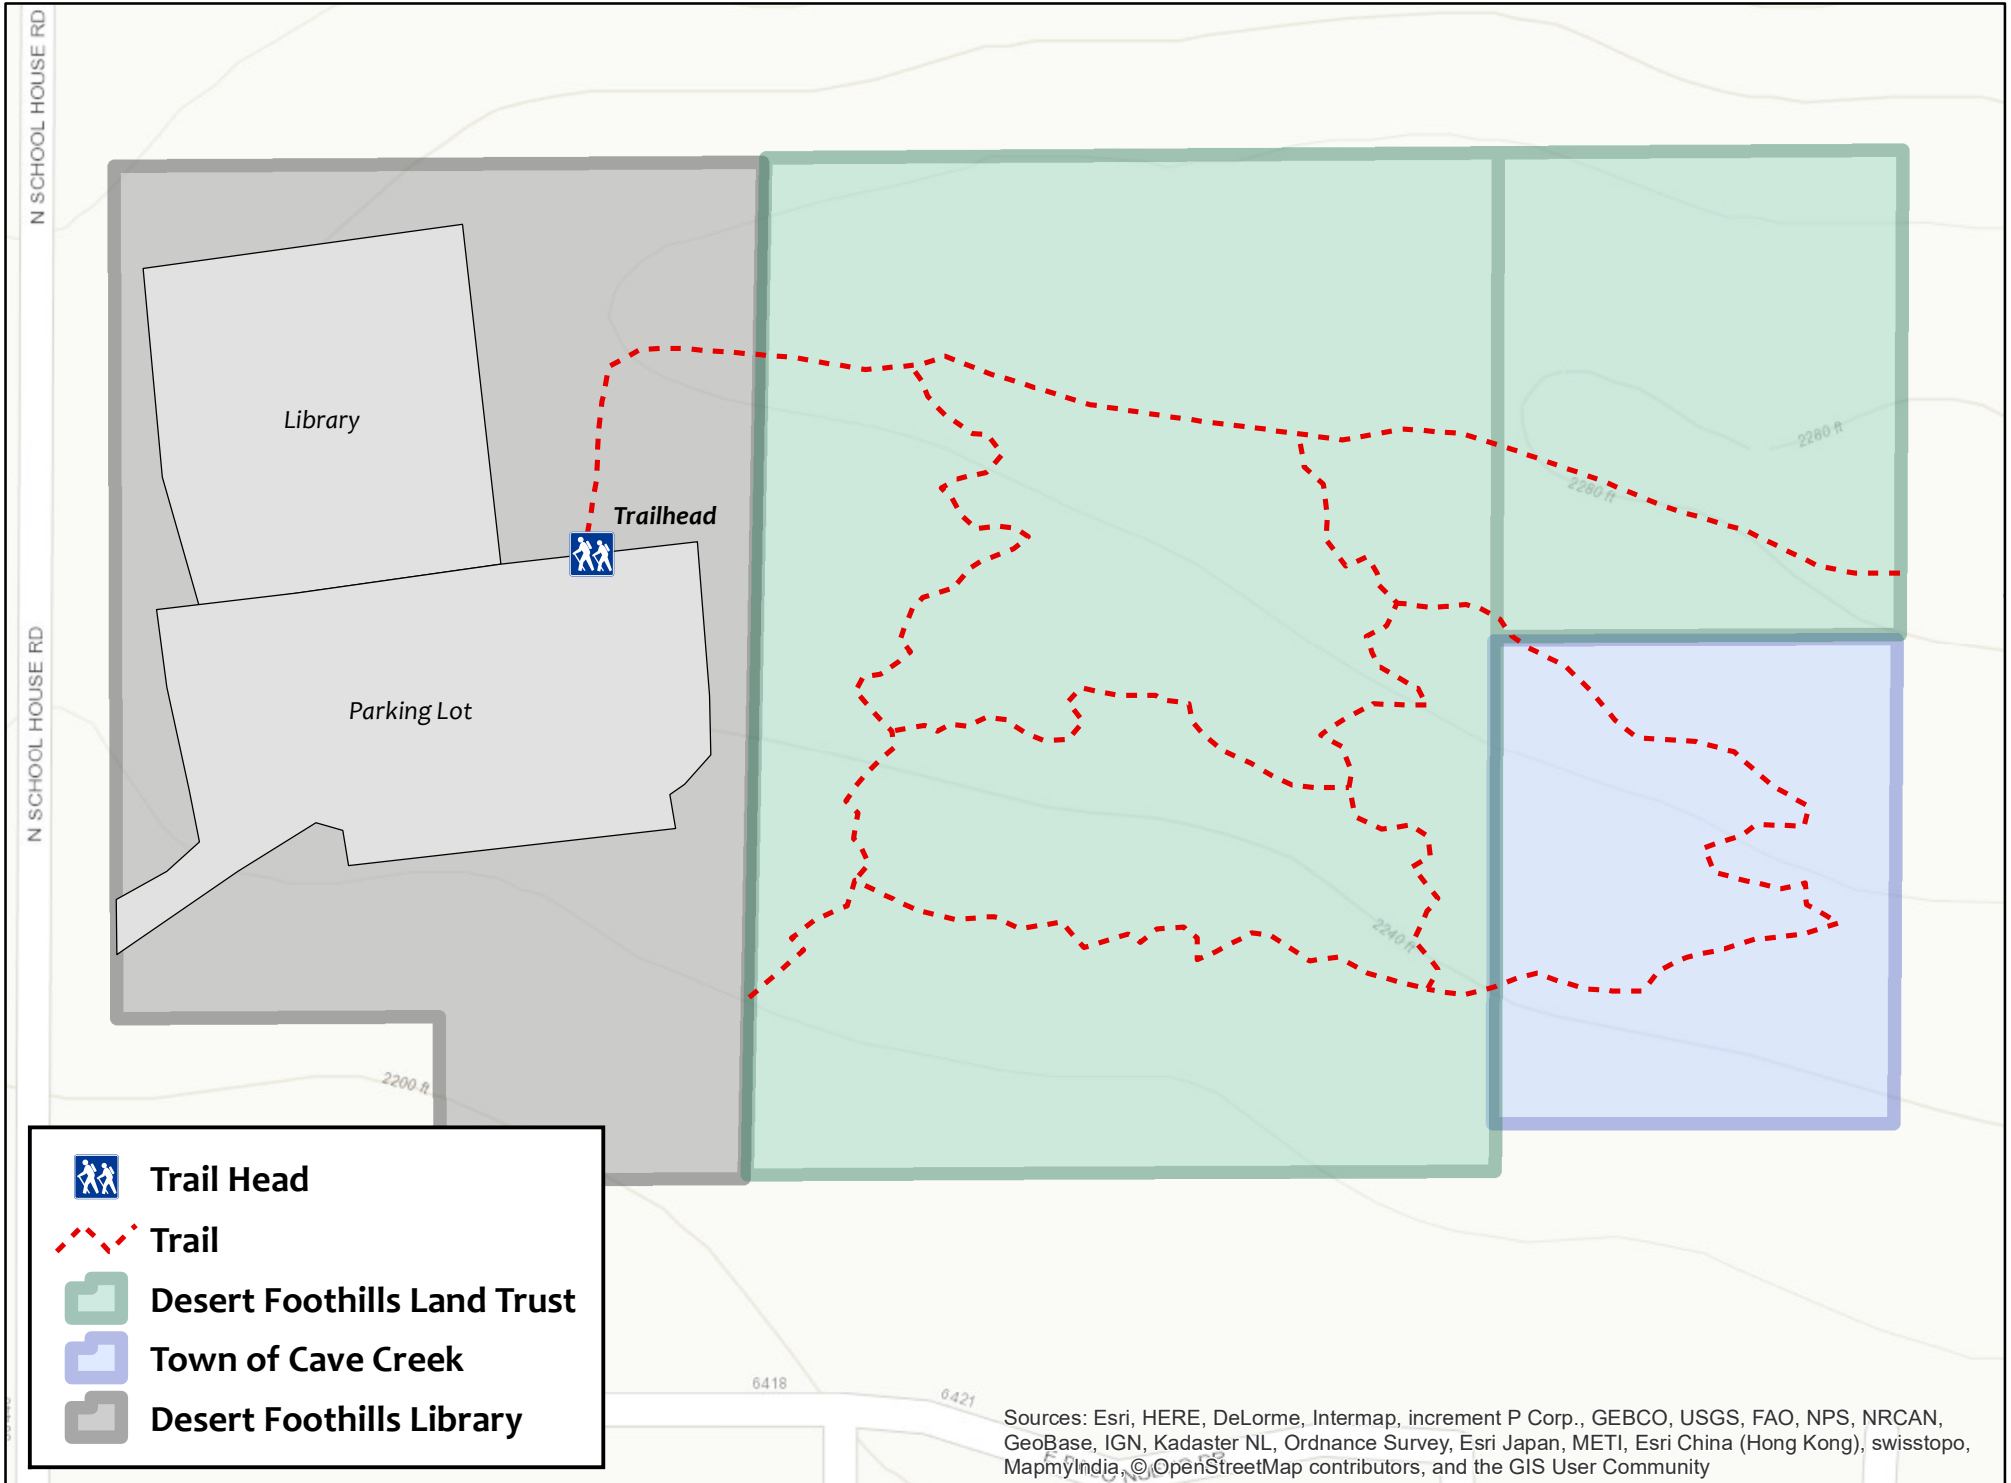 N SCHOOL HOUSE RD
Library
Trailhead
2280 ft
2280 ft
N SCHOOL HOUSE RD
Parking Lot
2240 ft
2200 ft
Trail Head
Trail
Desert Foothills Land Trust
Town of Cave Creek
Desert Foothills Library
6418
6421
Sources: Esri, HERE, DeLorme, Intermap, increment P Corp., GEBCO, USGS, FAO, NPS, NRCAN,
GeoBase, IGN, Kadaster NL, Ordnance Survey, Esri Japan, METI, Esri China (Hong Kong), swisstopo,
MapmyIndia, © OpenStreetMap contributors, and the GIS User Community